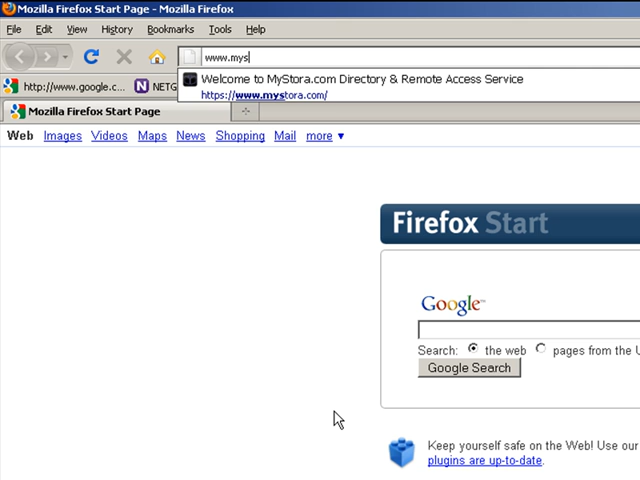 Mozilla Firefox Start Page - Mozilla Firefox
File Edit View History Bookmarks Tools Help
www.mys
Welcome to MyStora.com Directory & Remote Access Service
https://www.mystora.com/
http://www.google.c... NETG
Mozilla Firefox Start Page
Web Images Videos Maps News Shopping Mail more ▼
Firefox Start
Google™
Search: the web pages from the U
Google Search
Keep yourself safe on the Web! Use our
plugins are up-to-date.